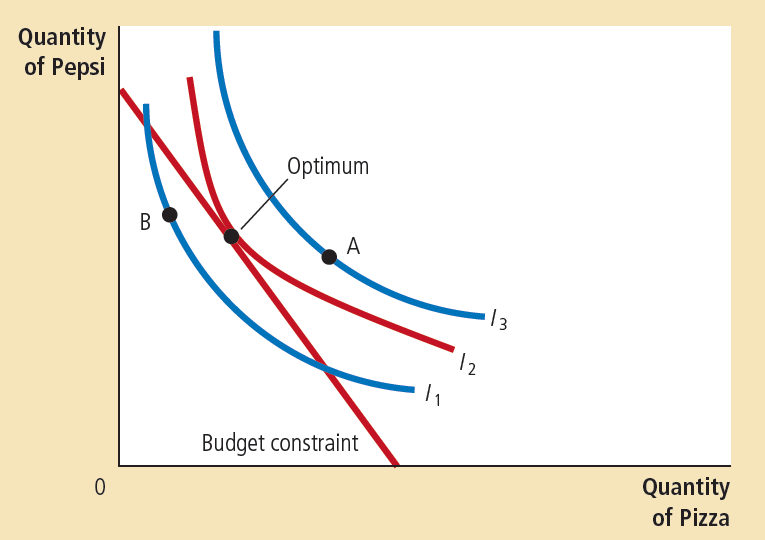 Quantity
of Pepsi
Optimum
B
A
I3
I2
I1
Budget constraint
0
Quantity
of Pizza